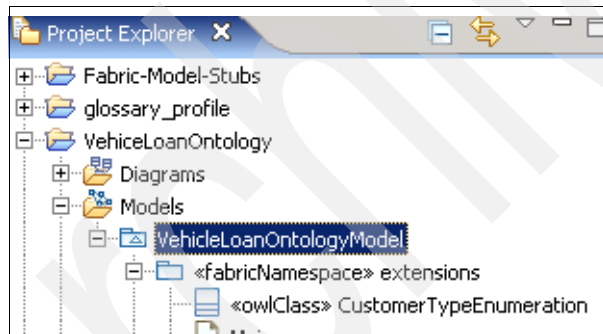 Project Explorer
Fabric-Model-Stubs
glossary_profile
VehiceLoanOntology
Diagrams
Models
VehicleLoanOntologyModel
«fabricNamespace» extensions
«owlClass» CustomerTypeEnumeration